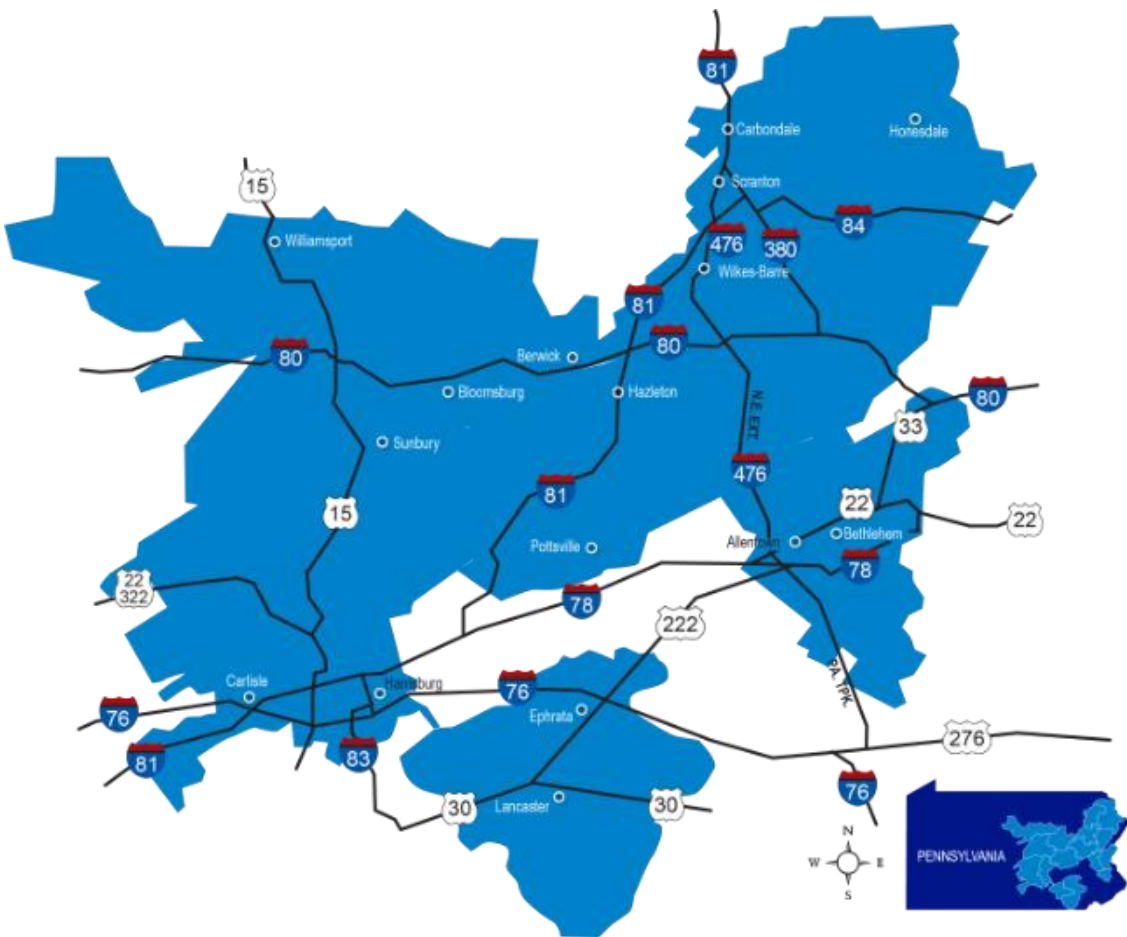 81
Carbondale
Honesdale
15
Scranton
84
Williamsport
476
380
Wilkes-Barre
81
80
80
Berwick
Bloomsburg
Hazleton
80
N.E. EXT.
33
Sunbury
476
81
22
15
22
Allentown
Bethlehem
Pottsville
78
22
322
78
222
PA. TPK.
Carlisle
Harrisburg
76
Ephrata
76
276
81
83
76
Lancaster
30
30
N
W
E
S
PENNSYLVANIA